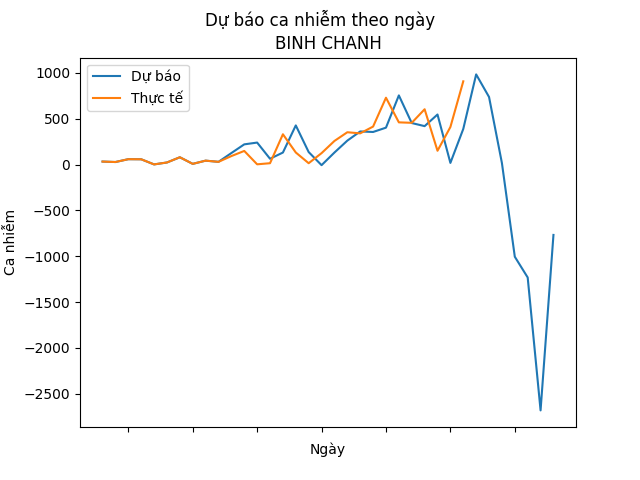 Dự báo ca nhiễm theo ngày
BINH CHANH
Dự báo
Thực tế
1000
500
0
−500
−1000
−1500
−2000
−2500
Ca nhiễm
Ngày